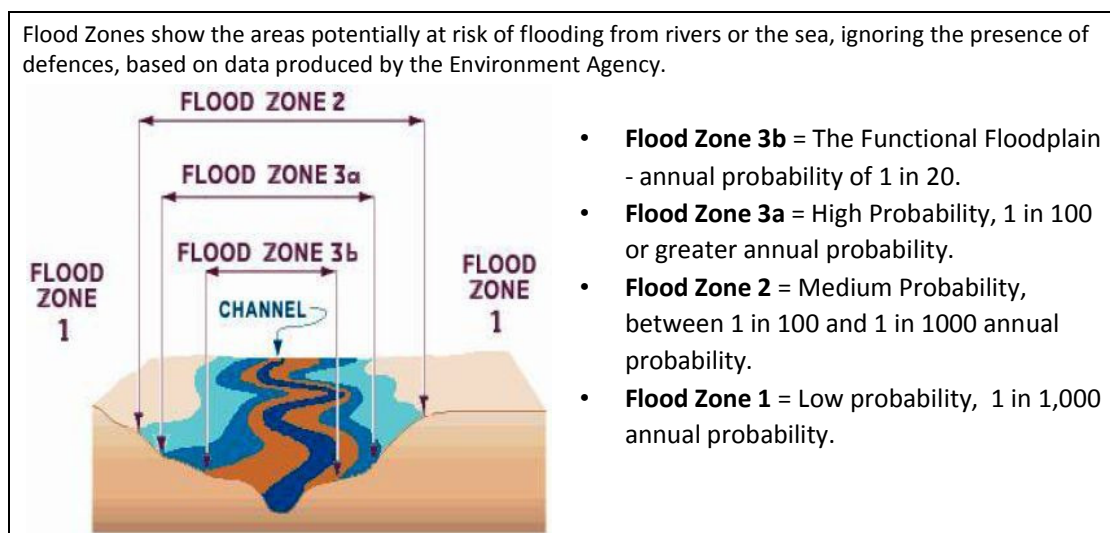 Flood Zones show the areas potentially at risk of flooding from rivers or the sea, ignoring the presence of
defences, based on data produced by the Environment Agency.
FLOOD ZONE 2
FLOOD ZONE 3a
FLOOD ZONE 3b
FLOOD
ZONE
1
CHANNEL
FLOOD
ZONE
1
• Flood Zone 3b = The Functional Floodplain
- annual probability of 1 in 20.
• Flood Zone 3a = High Probability, 1 in 100
or greater annual probability.
• Flood Zone 2 = Medium Probability,
between 1 in 100 and 1 in 1000 annual
probability.
• Flood Zone 1 = Low probability,  1 in 1,000
annual probability.